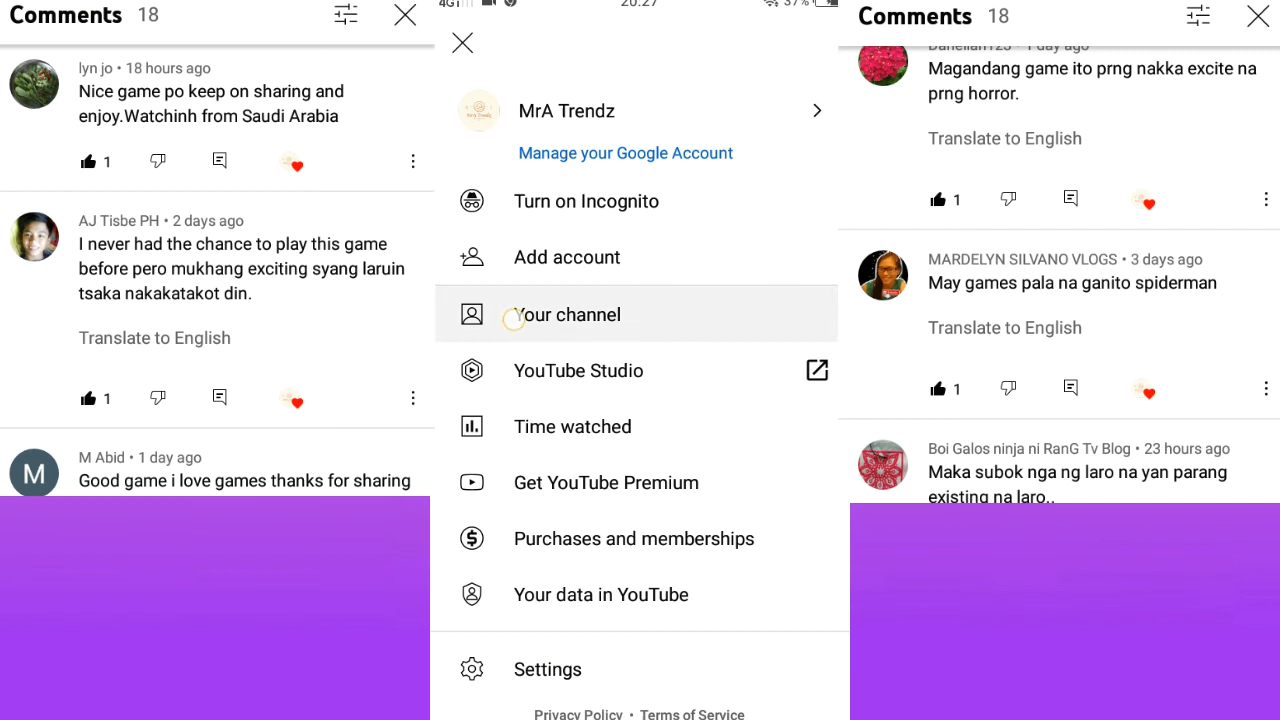 Comments 18
lyn jo • 18 hours ago
Nice game po keep on sharing and
enjoy.Watchinh from Saudi Arabia
1
AJ Tisbe PH • 2 days ago
I never had the chance to play this game
before pero mukhang exciting syang laruin
tsaka nakakatakot din.
Translate to English
1
M
M Abid • 1 day ago
Good game i love games thanks for sharing
4G
20:27
37%
MrA Trendz
Manage your Google Account
Turn on Incognito
Add account
Your channel
YouTube Studio
Time watched
Get YouTube Premium
Purchases and memberships
Your data in YouTube
Settings
Privacy Policy • Terms of Service
Comments 18
1 day ago
Magandang game ito prng nakka excite na
prng horror.
Translate to English
1
MARDELYN SILVANO VLOGS • 3 days ago
May games pala na ganito spiderman
Translate to English
1
Boi Galos ninja ni RanG Tv Blog • 23 hours ago
Maka subok nga ng laro na yan parang
existing na laro..